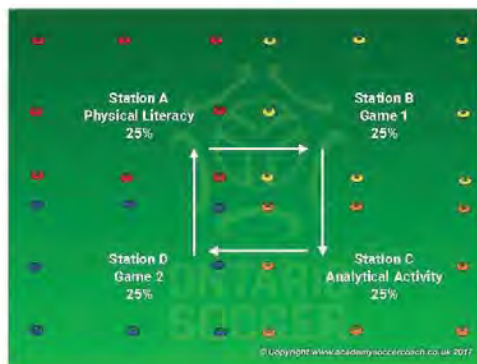 Station A
Physical Literacy
25%
Station B
Game 1
25%
Station D
Game 2
25%
Station C
Analytical Activity
25%
ONTARIO
SOCCER
© Copyright www.academysoccercoach.co.uk 2017